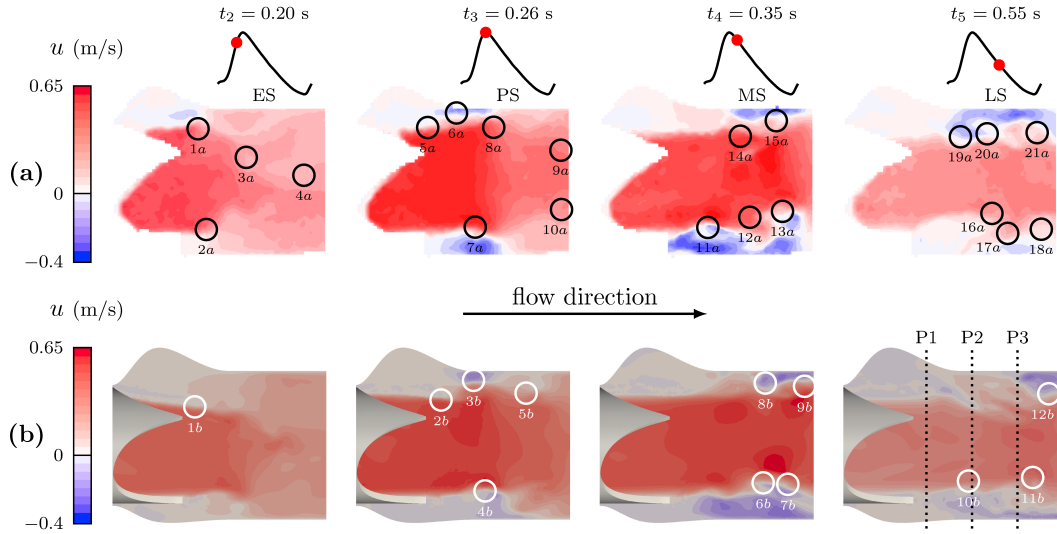 t₂ = 0.20 s
t₃ = 0.26 s
t₄ = 0.35 s
t₅ = 0.55 s
u (m/s)
ES
PS
MS
LS
0.65
0
−0.4
(a)
1a
2a
3a
4a
5a
6a
7a
8a
9a
10a
11a
12a
13a
14a
15a
16a
17a
18a
19a
20a
21a
flow direction
u (m/s)
0.65
0
−0.4
(b)
P1
P2
P3
1b
2b
3b
4b
5b
6b
7b
8b
9b
10b
11b
12b